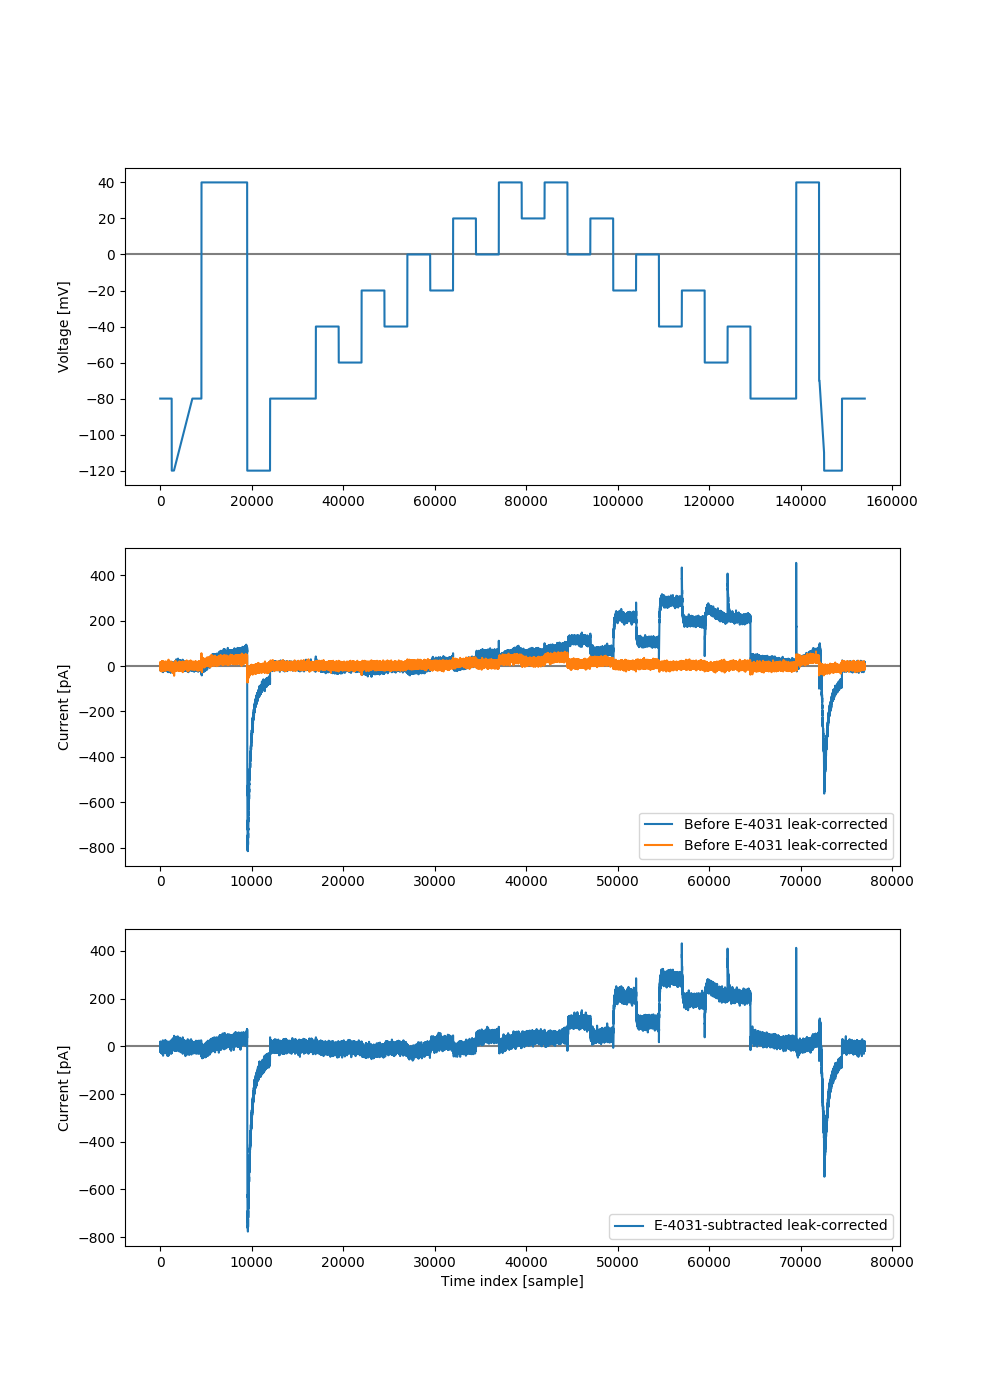 40
20
0
−20
−40
−60
−80
−100
−120
Voltage [mV]
0 20000 40000 60000 80000 100000 120000 140000 160000
400
200
0
−200
−400
−600
−800
Current [pA]
Before E-4031 leak-corrected
Before E-4031 leak-corrected
0 10000 20000 30000 40000 50000 60000 70000 80000
400
200
0
−200
−400
−600
−800
Current [pA]
E-4031-subtracted leak-corrected
0 10000 20000 30000 40000 50000 60000 70000 80000
Time index [sample]